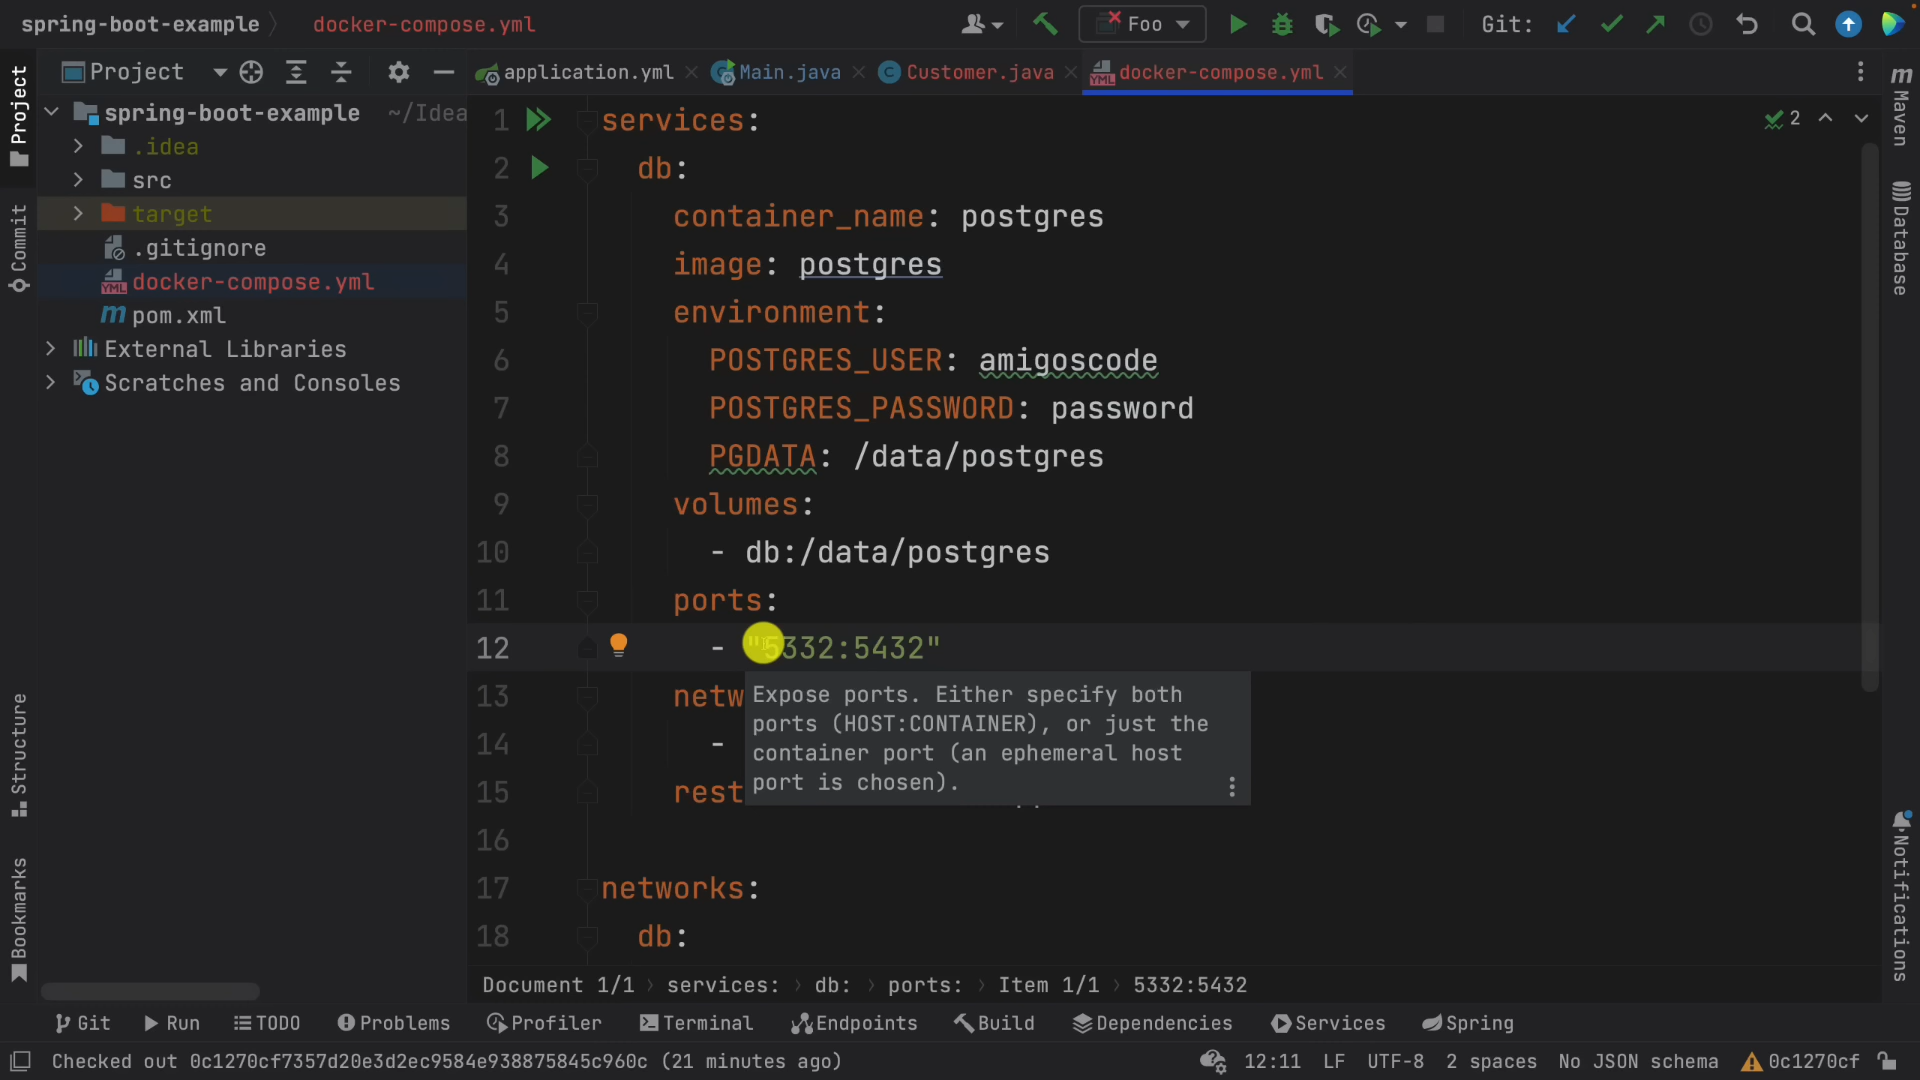 spring-boot-example
docker-compose.yml
Foo
Git:
Project
application.yml
Main.java
Customer.java
docker-compose.yml
spring-boot-example ~/Idea
.idea
src
target
.gitignore
docker-compose.yml
pom.xml
External Libraries
Scratches and Consoles
1 services:
2 db:
3 container_name: postgres
4 image: postgres
5 environment:
6 POSTGRES_USER: amigoscode
7 POSTGRES_PASSWORD: password
8 PGDATA: /data/postgres
9 volumes:
10 - db:/data/postgres
11 ports:
12 - "5332:5432"
13 netw
14 -
15 rest
16
17 networks:
18 db:
2
Expose ports. Either specify both
ports (HOST:CONTAINER), or just the
container port (an ephemeral host
port is chosen).
Project
Commit
Structure
Bookmarks
m Maven
Database
Notifications
Document 1/1 › services: › db: › ports: › Item 1/1 › 5332:5432
Git Run TODO Problems Profiler Terminal Endpoints Build Dependencies Services Spring
Checked out 0c1270cf7357d20e3d2ec9584e938875845c960c (21 minutes ago) 12:11 LF UTF-8 2 spaces No JSON schema 0c1270cf